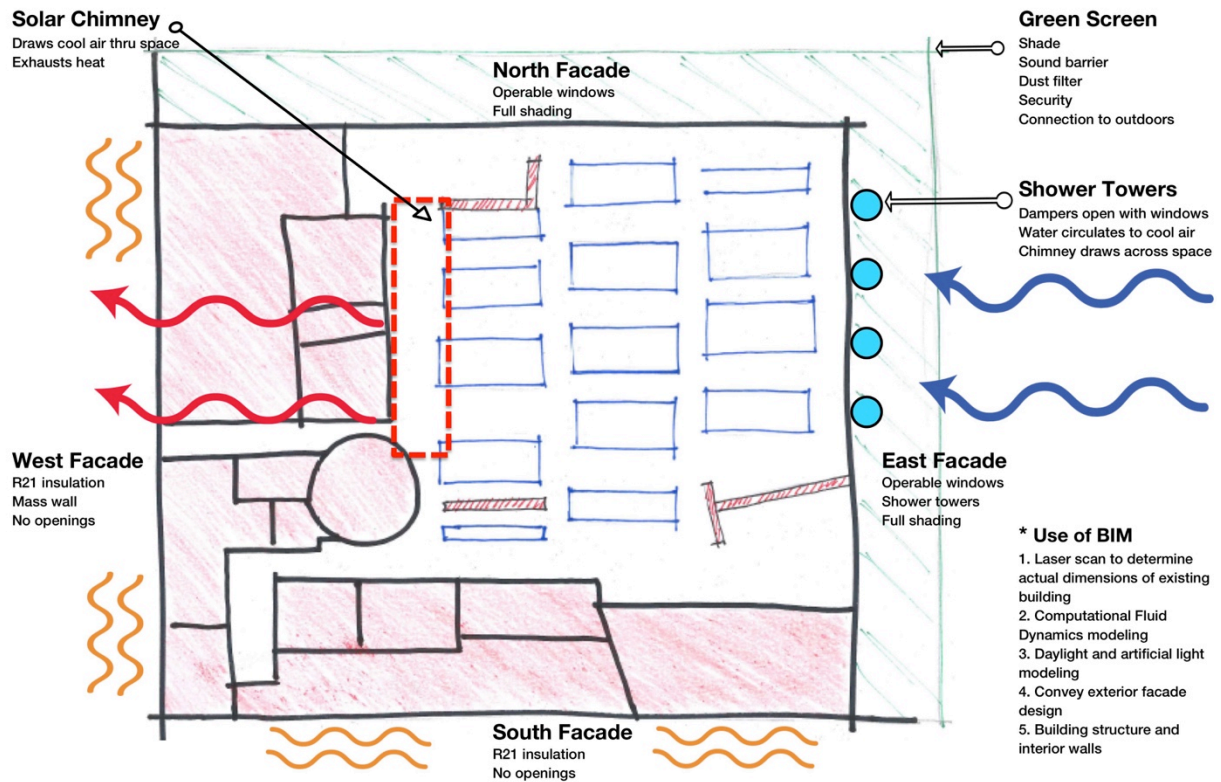 Solar Chimney
Draws cool air thru space
Exhausts heat
North Facade
Operable windows
Full shading
Green Screen
Shade
Sound barrier
Dust filter
Security
Connection to outdoors
Shower Towers
Dampers open with windows
Water circulates to cool air
Chimney draws across space
West Facade
R21 insulation
Mass wall
No openings
East Facade
Operable windows
Shower towers
Full shading
* Use of BIM
1. Laser scan to determine
actual dimensions of existing
building
2. Computational Fluid
Dynamics modeling
3. Daylight and artificial light
modeling
4. Convey exterior facade
design
5. Building structure and
interior walls
South Facade
R21 insulation
No openings